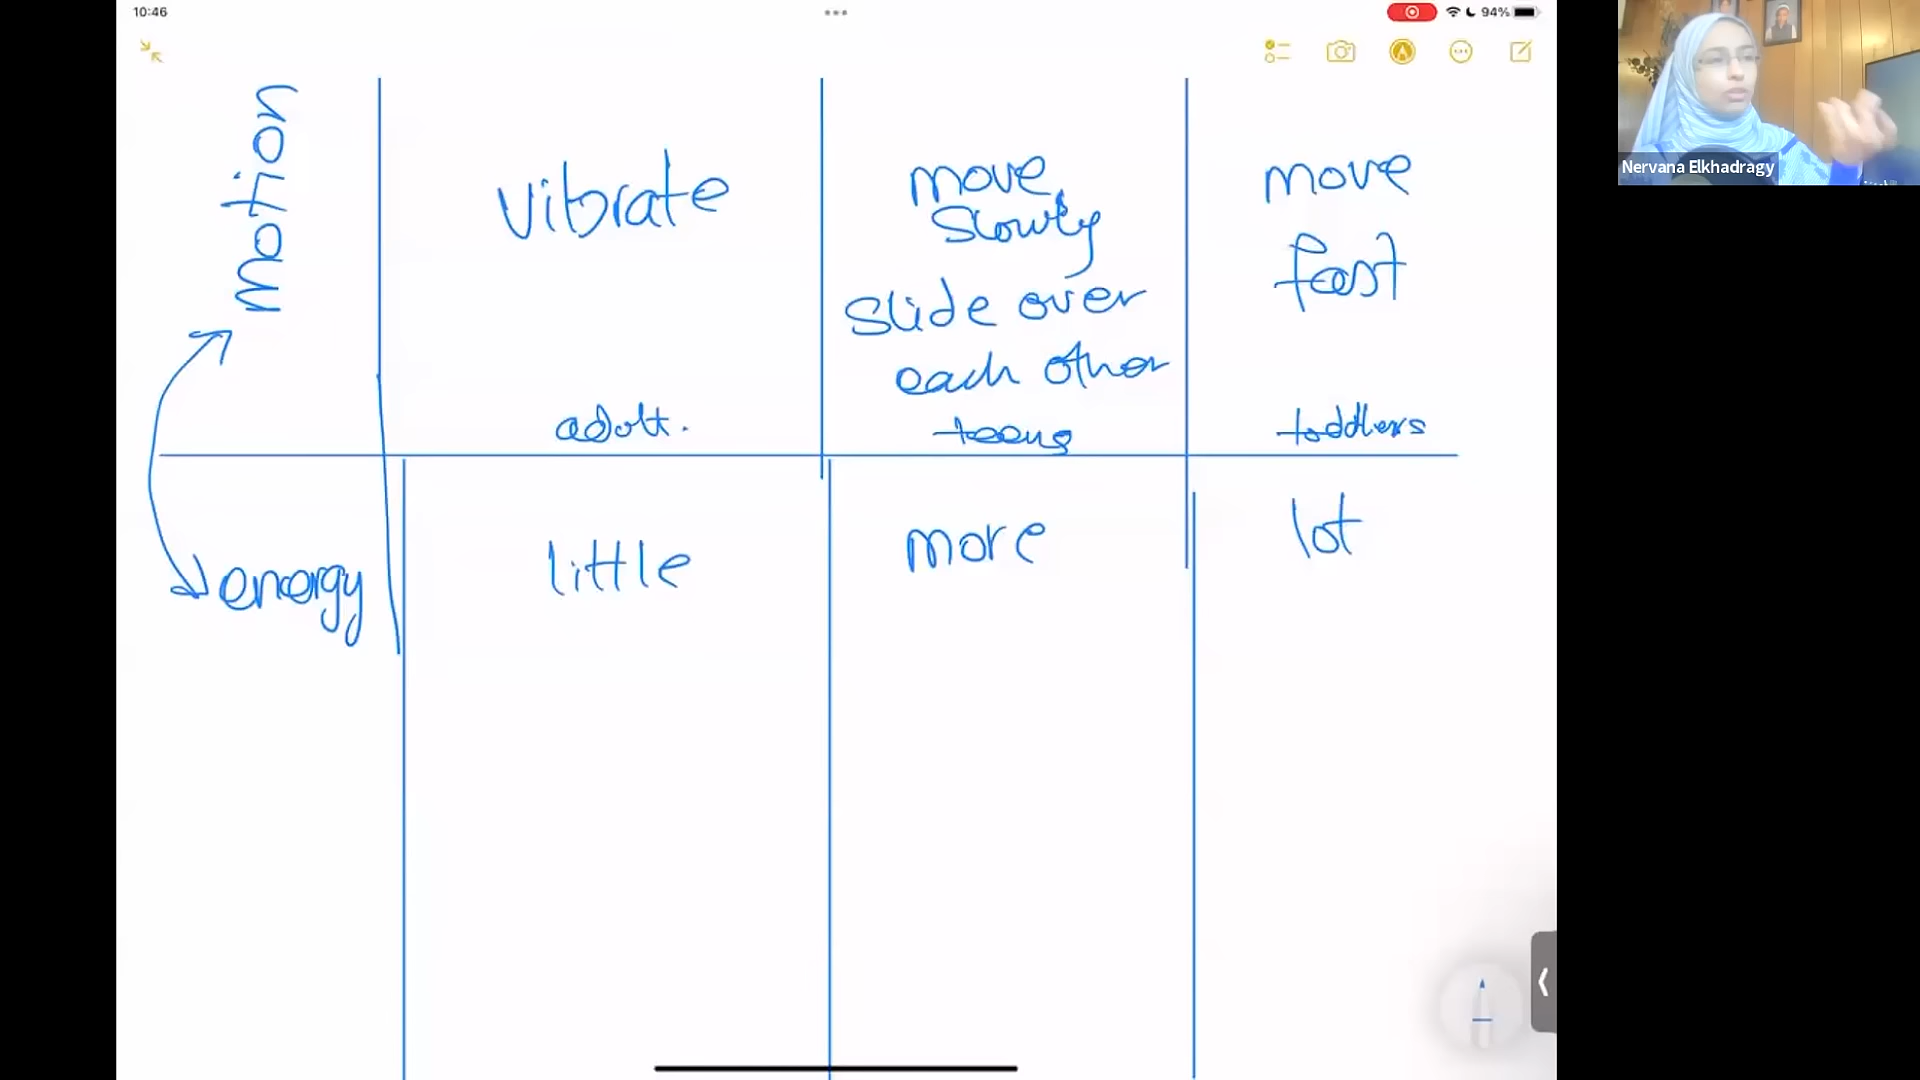 10:46
94%
Nervana Elkhadragy
motion
vibrate
move
slowly
slide over
each other
move
fast
adult.
teens
toddlers
energy
little
more
lot